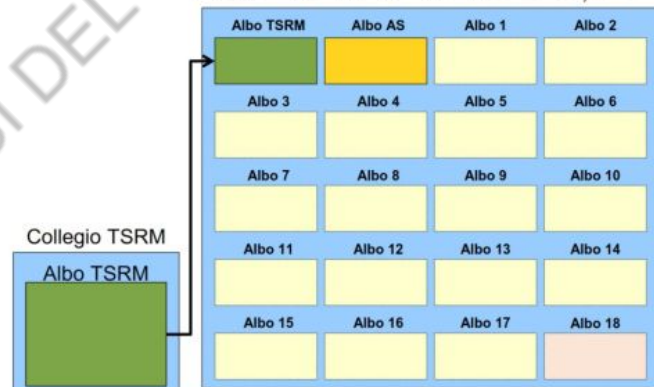 DI DEL
Albo TSRM Albo AS Albo 1 Albo 2
Albo 3 Albo 4 Albo 5 Albo 6
Albo 7 Albo 8 Albo 9 Albo 10
Collegio TSRM
Albo TSRM
Albo 11 Albo 12 Albo 13 Albo 14
Albo 15 Albo 16 Albo 17 Albo 18